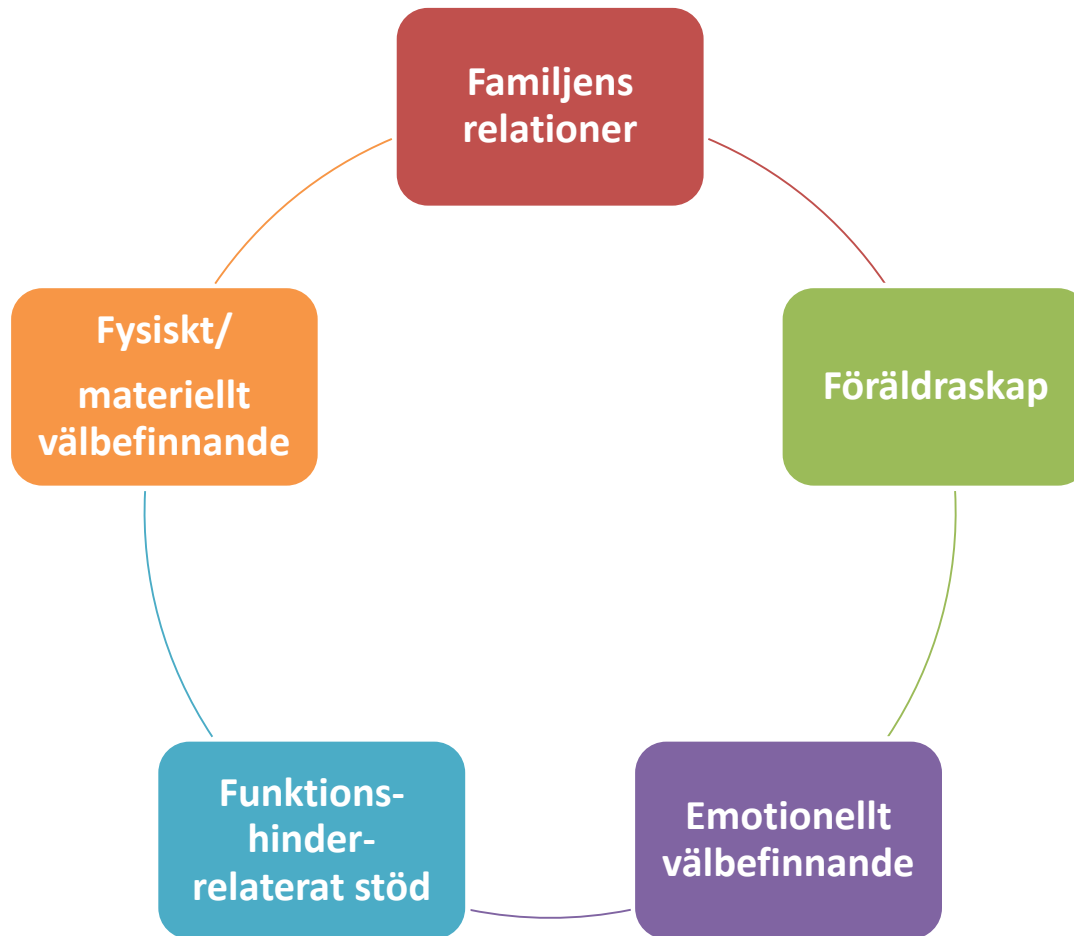 Familjens
relationer
Föräldraskap
Emotionellt
välbefinnande
Funktions-
hinder-
relaterat stöd
Fysiskt/
materiellt
välbefinnande